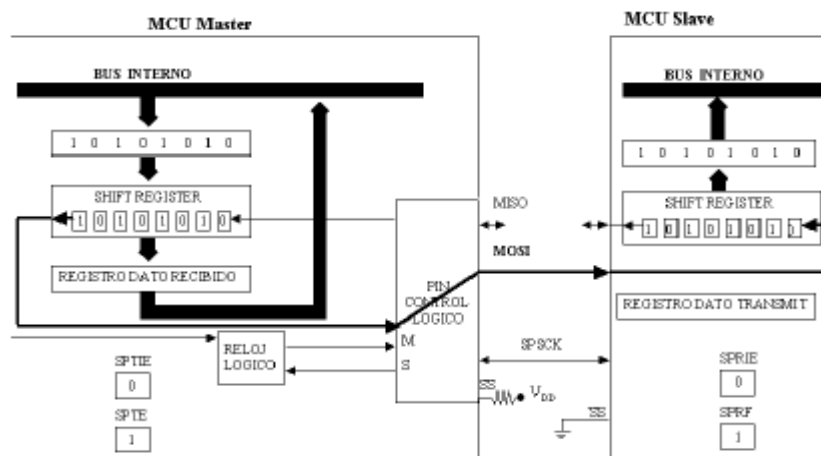 MCU Master
MCU Slave
BUS INTERNO
BUS INTERNO
1 0 1 0 1 0 1 0
1 0 1 0 1 0 1 0
SHIFT REGISTER
1 0 1 0 1 0 1 0
SHIFT REGISTER
1 0 1 0 1 0 1 0
MISO
MOSI
REGISTRO DATO RECIBIDO
PIN
CONTROL
LOGICO
REGISTRO DATO TRANSMIT
RELOJ
LOGICO
M
S
SPSCK
SPTIE
0
SPTE
1
SS
VDD
SS
SPRIE
0
SPRF
1